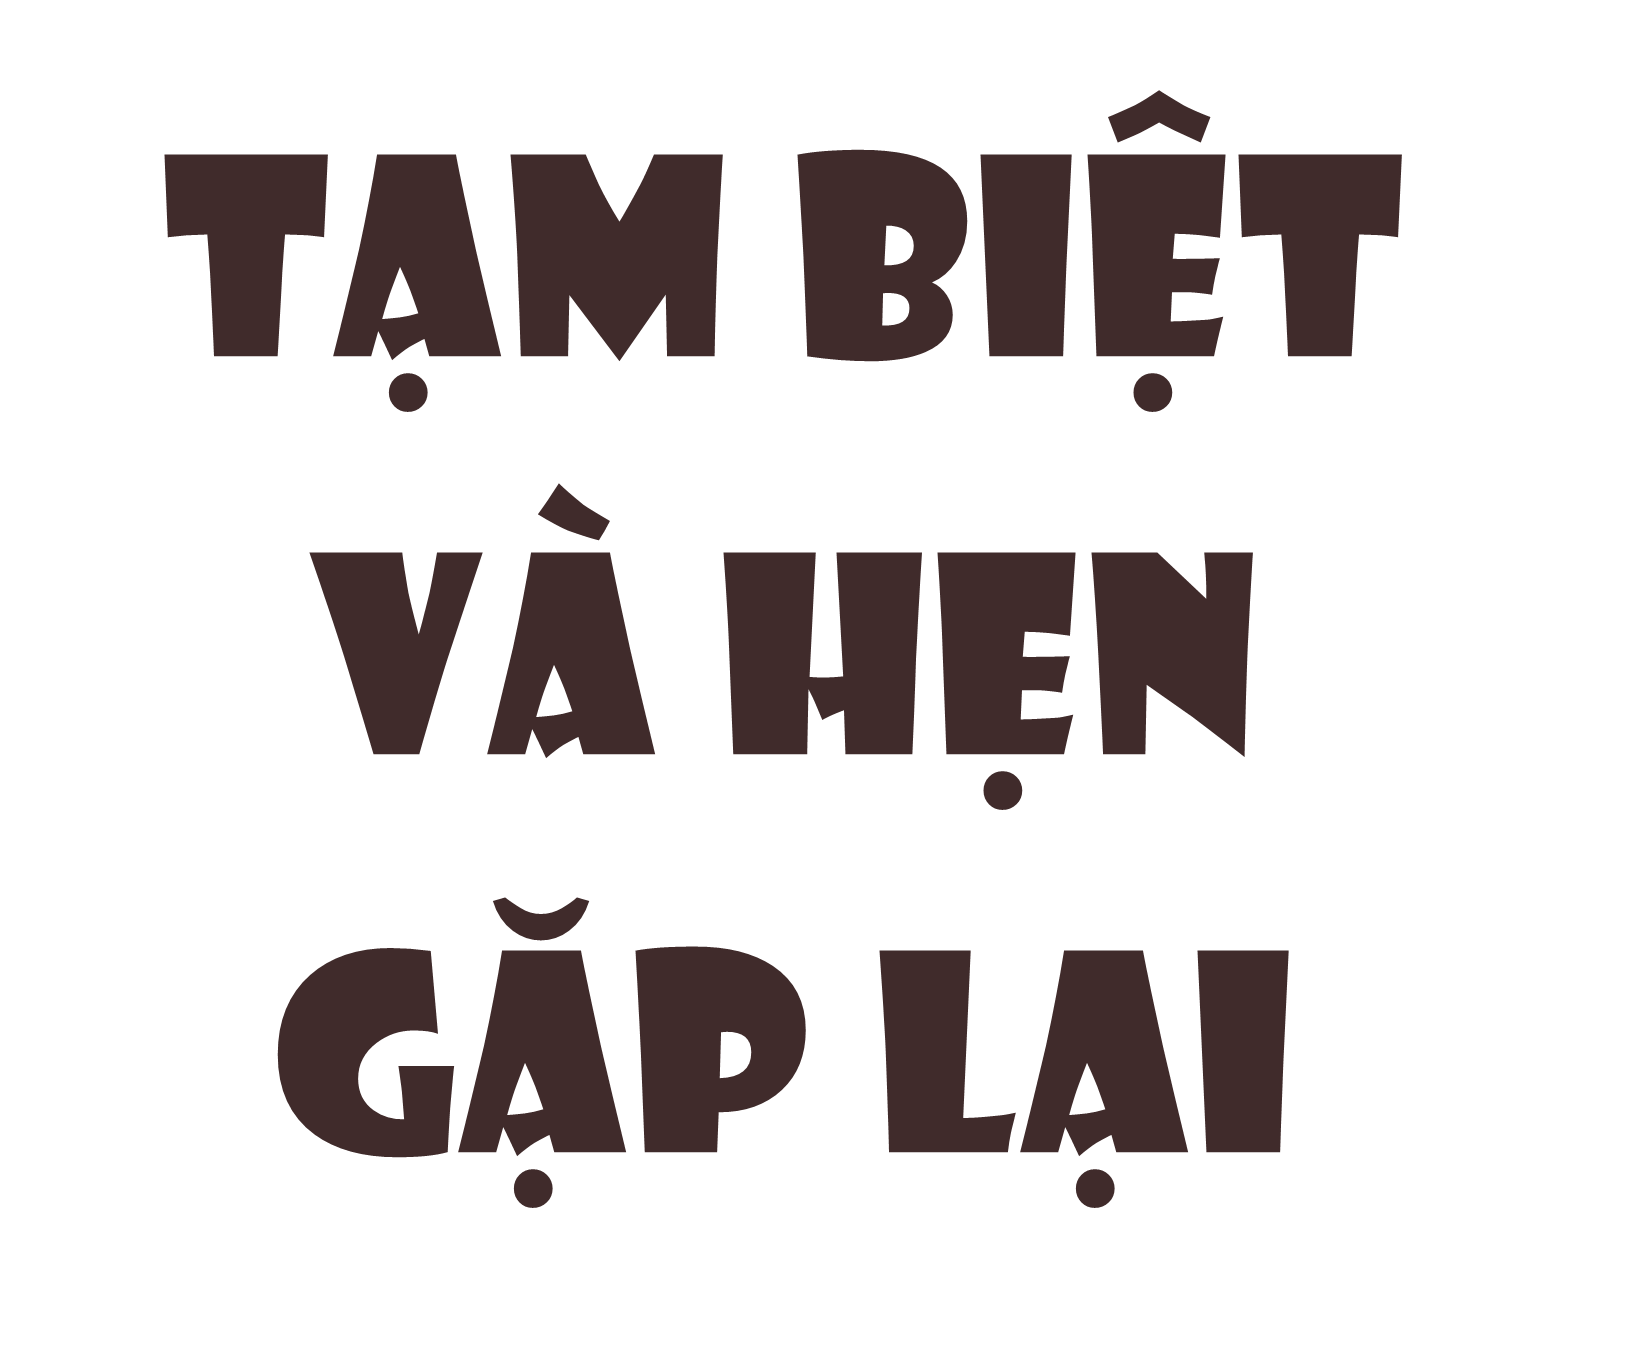 TẠM BIỆT
VÀ HẸN
GẶP LẠI